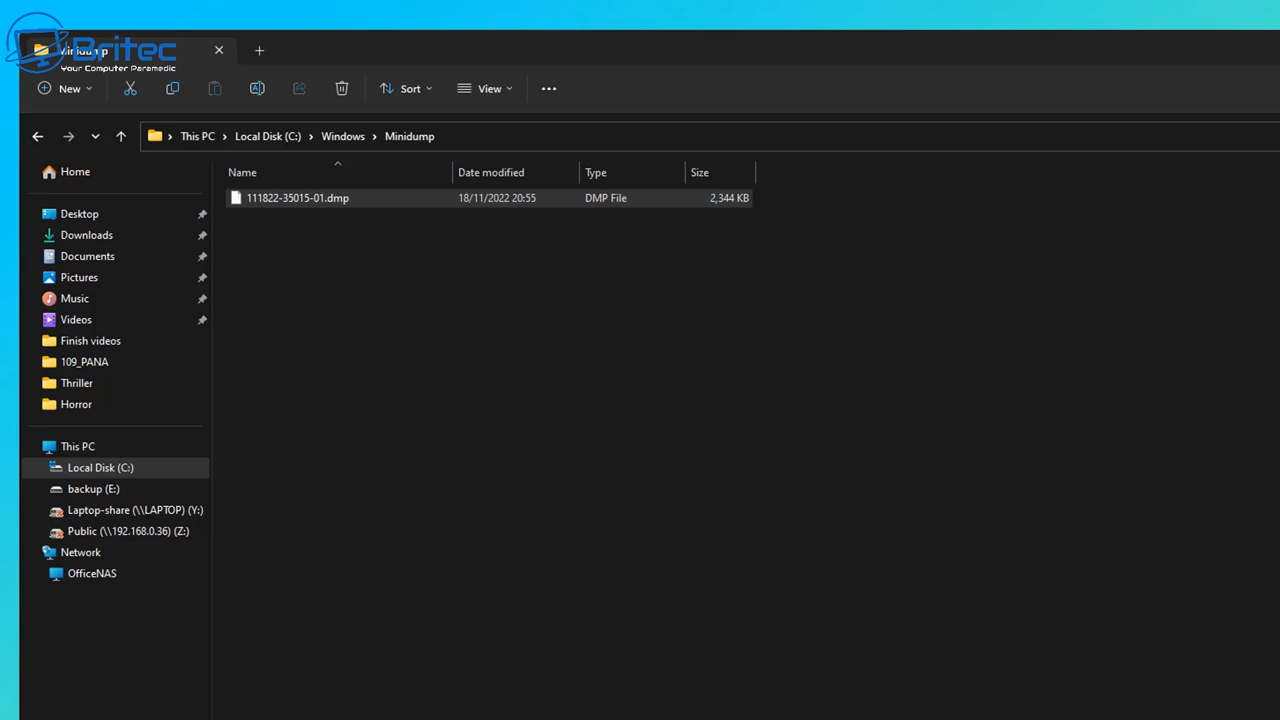 Minidump
Britec
Your Computer Paramedic
New
Sort
View
This PC
Local Disk (C:)
Windows
Minidump
Name
Date modified
Type
Size
111822-35015-01.dmp
18/11/2022 20:55
DMP File
2,344 KB
Home
Desktop
Downloads
Documents
Pictures
Music
Videos
Finish videos
109_PANA
Thriller
Horror
This PC
Local Disk (C:)
backup (E:)
Laptop-share (\\LAPTOP) (Y:)
Public (\\192.168.0.36) (Z:)
Network
OfficeNAS